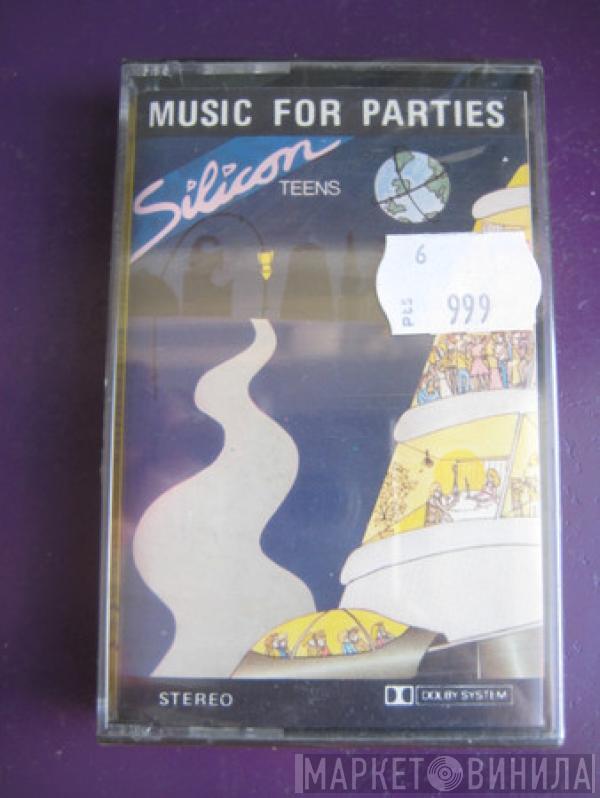 MUSIC FOR PARTIES
Silicon
TEENS
6
pts 999
STEREO
DOLBY SYSTEM
МАРКЕТ ВИНИЛА